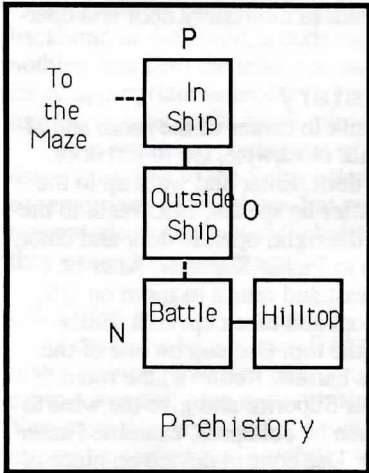 P
To
the
Maze
In
Ship
Outside
Ship
O
N
Battle
Hilltop
Prehistory